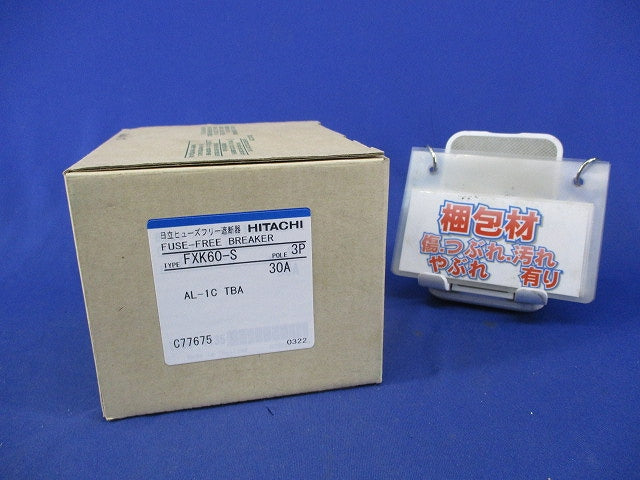 日立ヒューズフリー遮断器 HITACHI
FUSE-FREE BREAKER
TYPE FXK60-S POLE 3P
30A
AL-1C TBA
C77675 0322
梱包材
傷.つぶれ.汚れ
やぶれ 有り